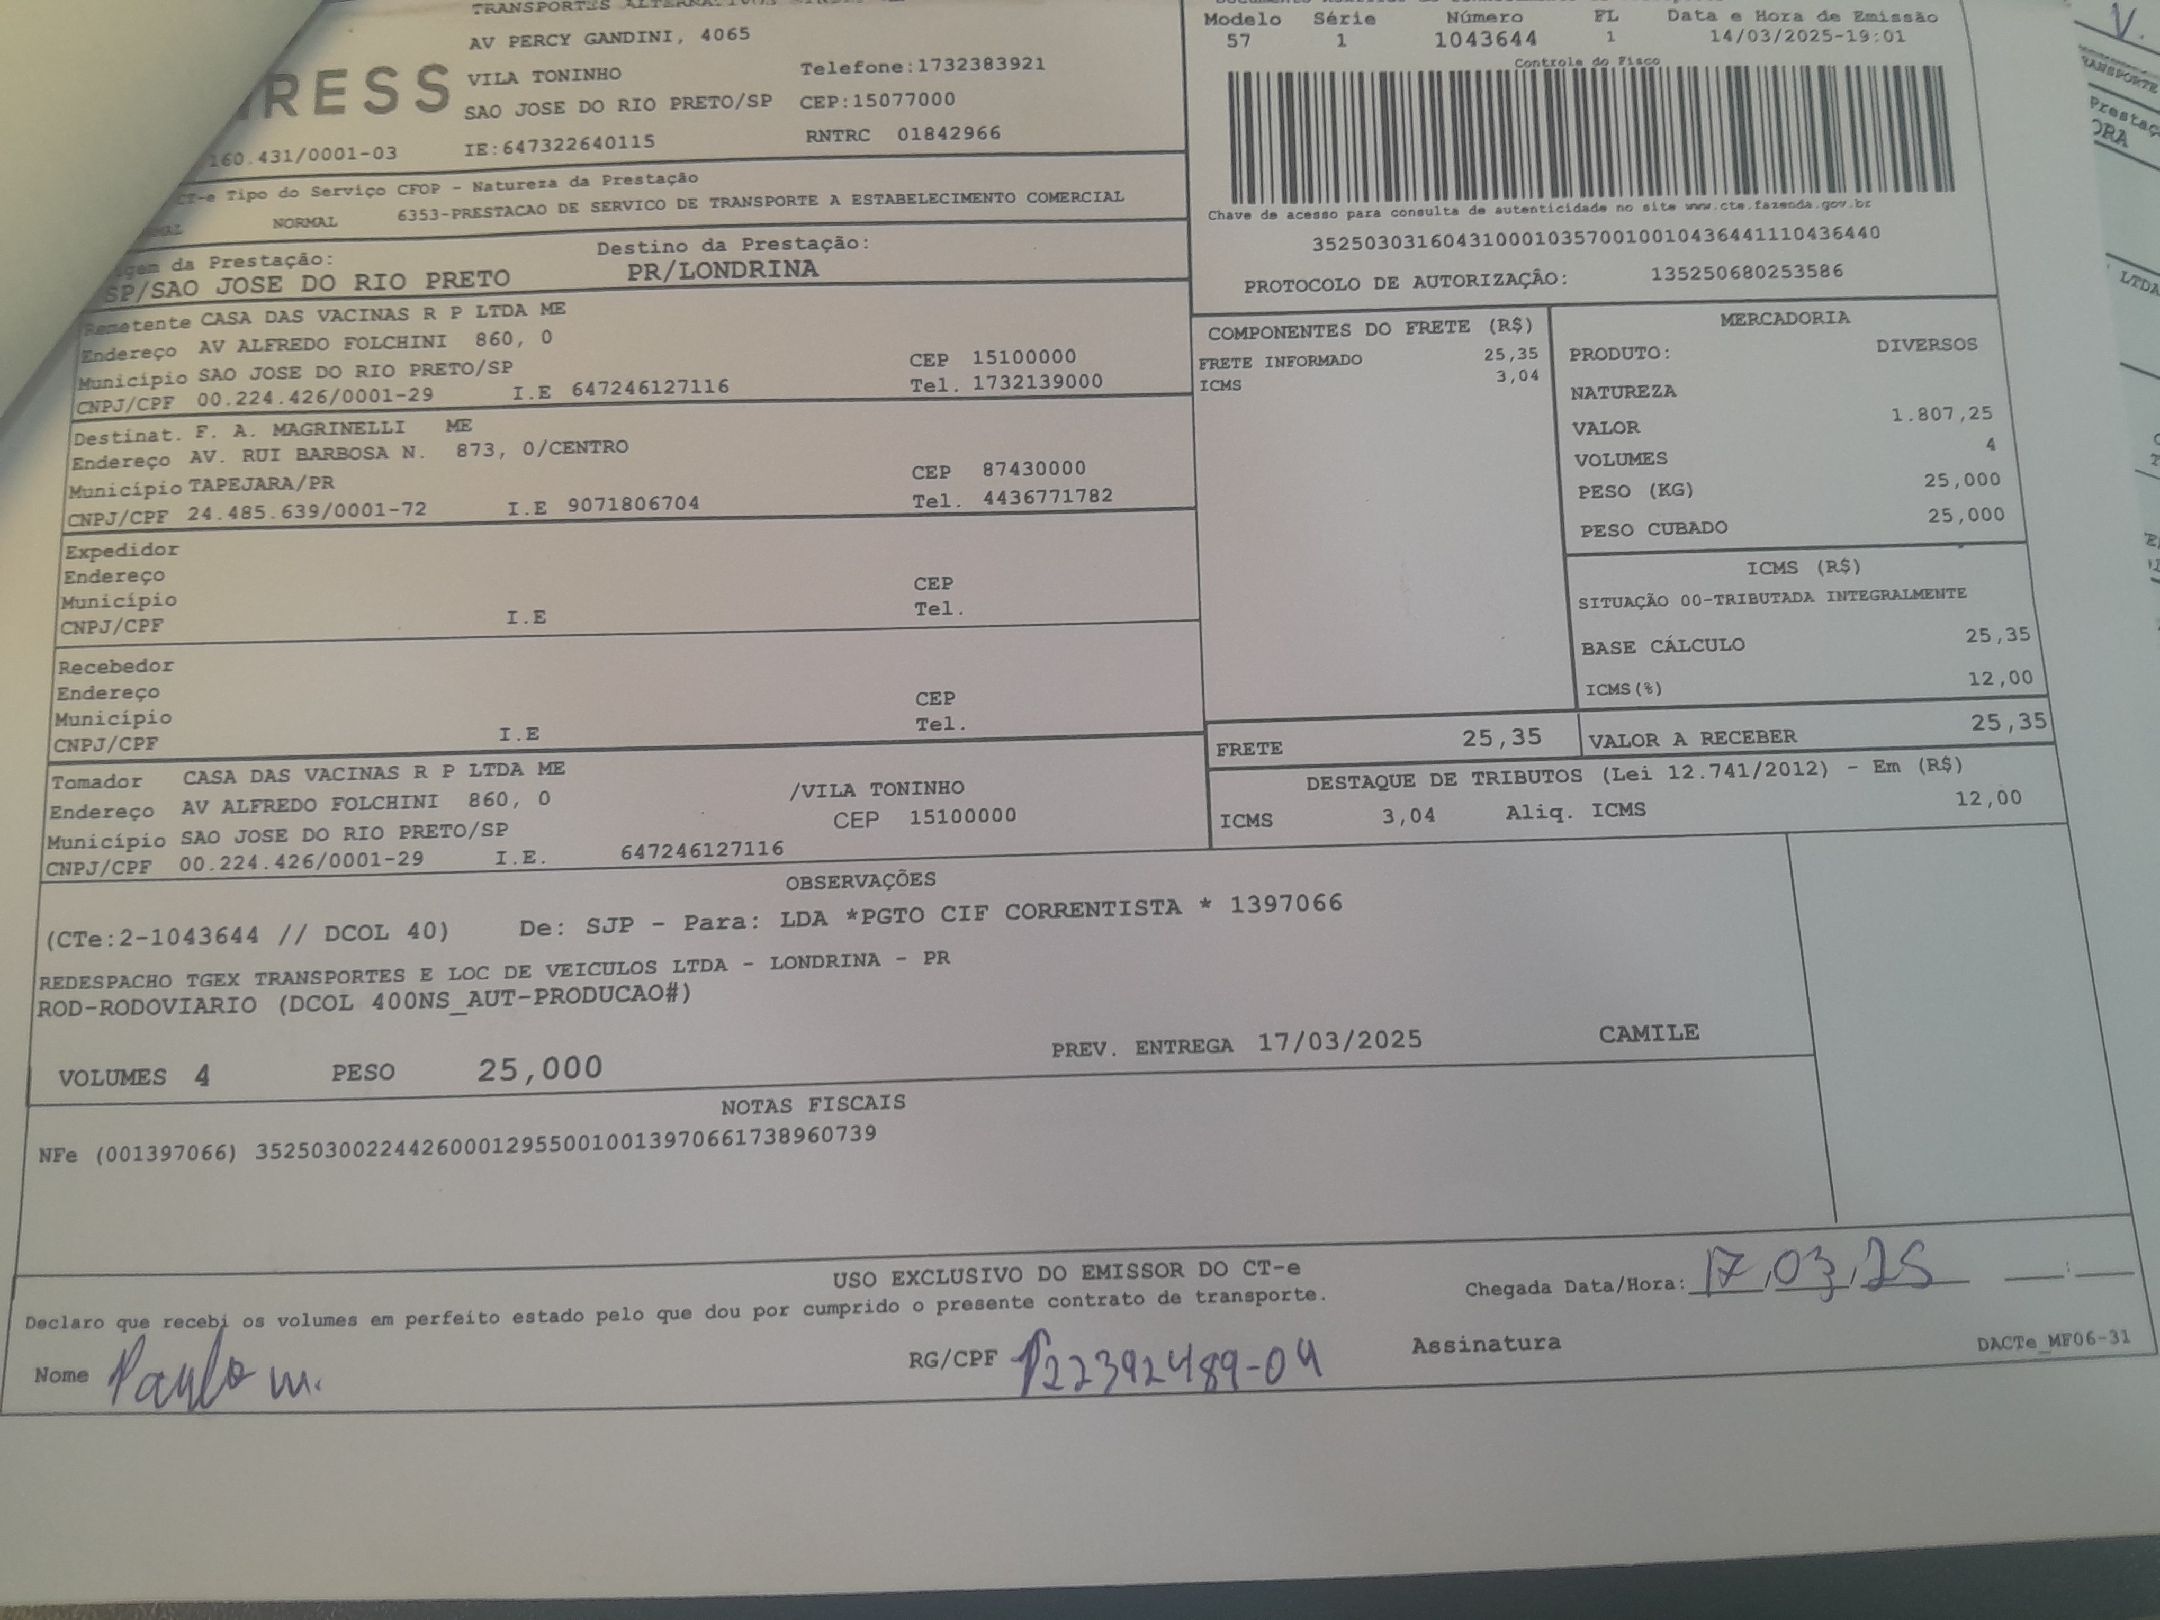 AV PERCY GANDINI, 4065
VILA TONINHO Telefone:1732383921
SAO JOSE DO RIO PRETO/SP CEP:15077000
160.431/0001-03 IE:647322640115 RNTRC 01842966
CT-e Tipo do Serviço CFOP - Natureza da Prestação
NORMAL 6353-PRESTACAO DE SERVICO DE TRANSPORTE A ESTABELECIMENTO COMERCIAL
da Prestação: Destino da Prestação:
SP/SAO JOSE DO RIO PRETO PR/LONDRINA
Modelo Série Número FL Data e Hora de Emissão
57 1 1043644 1 14/03/2025-19:01
Controle do Fisco
Chave de acesso para consulta de autenticidade no site www.cte.fazenda.gov.br
35250303160431000103570010010436441110436440
PROTOCOLO DE AUTORIZAÇÃO: 135250680253586
Remetente CASA DAS VACINAS R P LTDA ME
Endereço AV ALFREDO FOLCHINI 860, 0
Município SAO JOSE DO RIO PRETO/SP CEP 15100000
CNPJ/CPF 00.224.426/0001-29 I.E 647246127116 Tel. 1732139000
Destinat. F. A. MAGRINELLI ME
Endereço AV. RUI BARBOSA N. 873, 0/CENTRO
Município TAPEJARA/PR CEP 87430000
CNPJ/CPF 24.485.639/0001-72 I.E 9071806704 Tel. 4436771782
Expedidor
Endereço
Município CEP
CNPJ/CPF I.E Tel.
Recebedor
Endereço
Município CEP
CNPJ/CPF I.E Tel.
Tomador CASA DAS VACINAS R P LTDA ME
Endereço AV ALFREDO FOLCHINI 860, 0 /VILA TONINHO
Município SAO JOSE DO RIO PRETO/SP CEP 15100000
CNPJ/CPF 00.224.426/0001-29 I.E. 647246127116
COMPONENTES DO FRETE (R$)
FRETE INFORMADO 25,35
ICMS 3,04
MERCADORIA
PRODUTO: DIVERSOS
NATUREZA
VALOR 1.807,25
VOLUMES 4
PESO (KG) 25,000
PESO CUBADO 25,000
ICMS (R$)
SITUAÇÃO 00-TRIBUTADA INTEGRALMENTE
BASE CÁLCULO 25,35
ICMS(%) 12,00
FRETE 25,35 VALOR A RECEBER 25,35
DESTAQUE DE TRIBUTOS (Lei 12.741/2012) - Em (R$)
ICMS 3,04 Aliq. ICMS 12,00
OBSERVAÇÕES
(CTe:2-1043644 // DCOL 40) De: SJP - Para: LDA *PGTO CIF CORRENTISTA * 1397066
REDESPACHO TGEX TRANSPORTES E LOC DE VEICULOS LTDA - LONDRINA - PR
ROD-RODOVIARIO (DCOL 400NS_AUT-PRODUCAO#)
VOLUMES 4 PESO 25,000 PREV. ENTREGA 17/03/2025 CAMILE
NOTAS FISCAIS
NFe (001397066) 35250300224426000129550010013970661738960739
USO EXCLUSIVO DO EMISSOR DO CT-e
Declaro que recebi os volumes em perfeito estado pelo que dou por cumprido o presente contrato de transporte.
Chegada Data/Hora: 17,03,25
Nome Paulo m. RG/CPF 122392489-04 Assinatura
DACTe_MF06-31